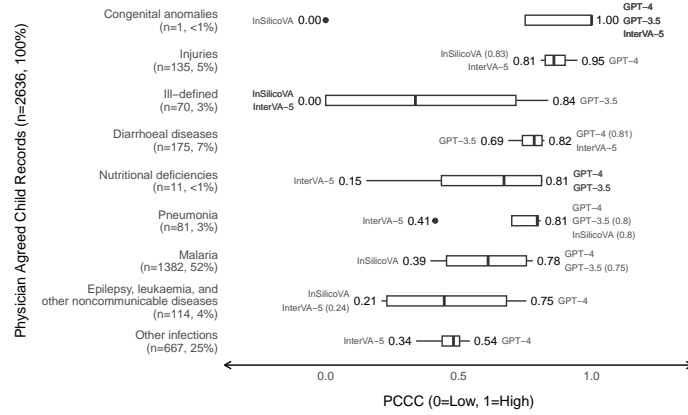 Physician Agreed Child Records (n=2636, 100%)
Congenital anomalies
(n=1, <1%)
InSilicoVA 0.00
1.00
GPT−4
GPT−3.5
InterVA−5
Injuries
(n=135, 5%)
InSilicoVA (0.83)
InterVA−5
0.81
0.95 GPT−4
Ill−defined
(n=70, 3%)
InSilicoVA
InterVA−5
0.00
0.84 GPT−3.5
Diarrhoeal diseases
(n=175, 7%)
GPT−3.5 0.69
0.82
GPT−4 (0.81)
InterVA−5
Nutritional deficiencies
(n=11, <1%)
InterVA−5 0.15
0.81
GPT−4
GPT−3.5
Pneumonia
(n=81, 3%)
InterVA−5 0.41
0.81
GPT−4
GPT−3.5 (0.8)
InSilicoVA (0.8)
Malaria
(n=1382, 52%)
InSilicoVA 0.39
0.78
GPT−4
GPT−3.5 (0.75)
Epilepsy, leukaemia, and
other noncommunicable diseases
(n=114, 4%)
InSilicoVA
InterVA−5 (0.24)
0.21
0.75 GPT−4
Other infections
(n=667, 25%)
InterVA−5 0.34
0.54 GPT−4
0.0 0.5 1.0
PCCC (0=Low, 1=High)